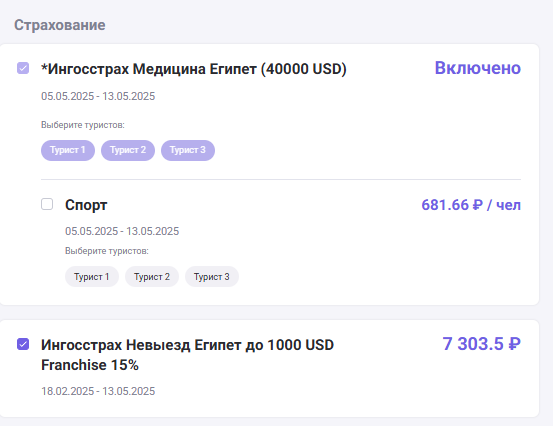 Страхование
*Ингосстрах Медицина Египет (40000 USD) Включено
05.05.2025 - 13.05.2025
Выберите туристов:
Турист 1 Турист 2 Турист 3
Спорт 681.66 ₽ / чел
05.05.2025 - 13.05.2025
Выберите туристов:
Турист 1 Турист 2 Турист 3
Ингосстрах Невыезд Египет до 1000 USD 7 303.5 ₽
Franchise 15%
18.02.2025 - 13.05.2025